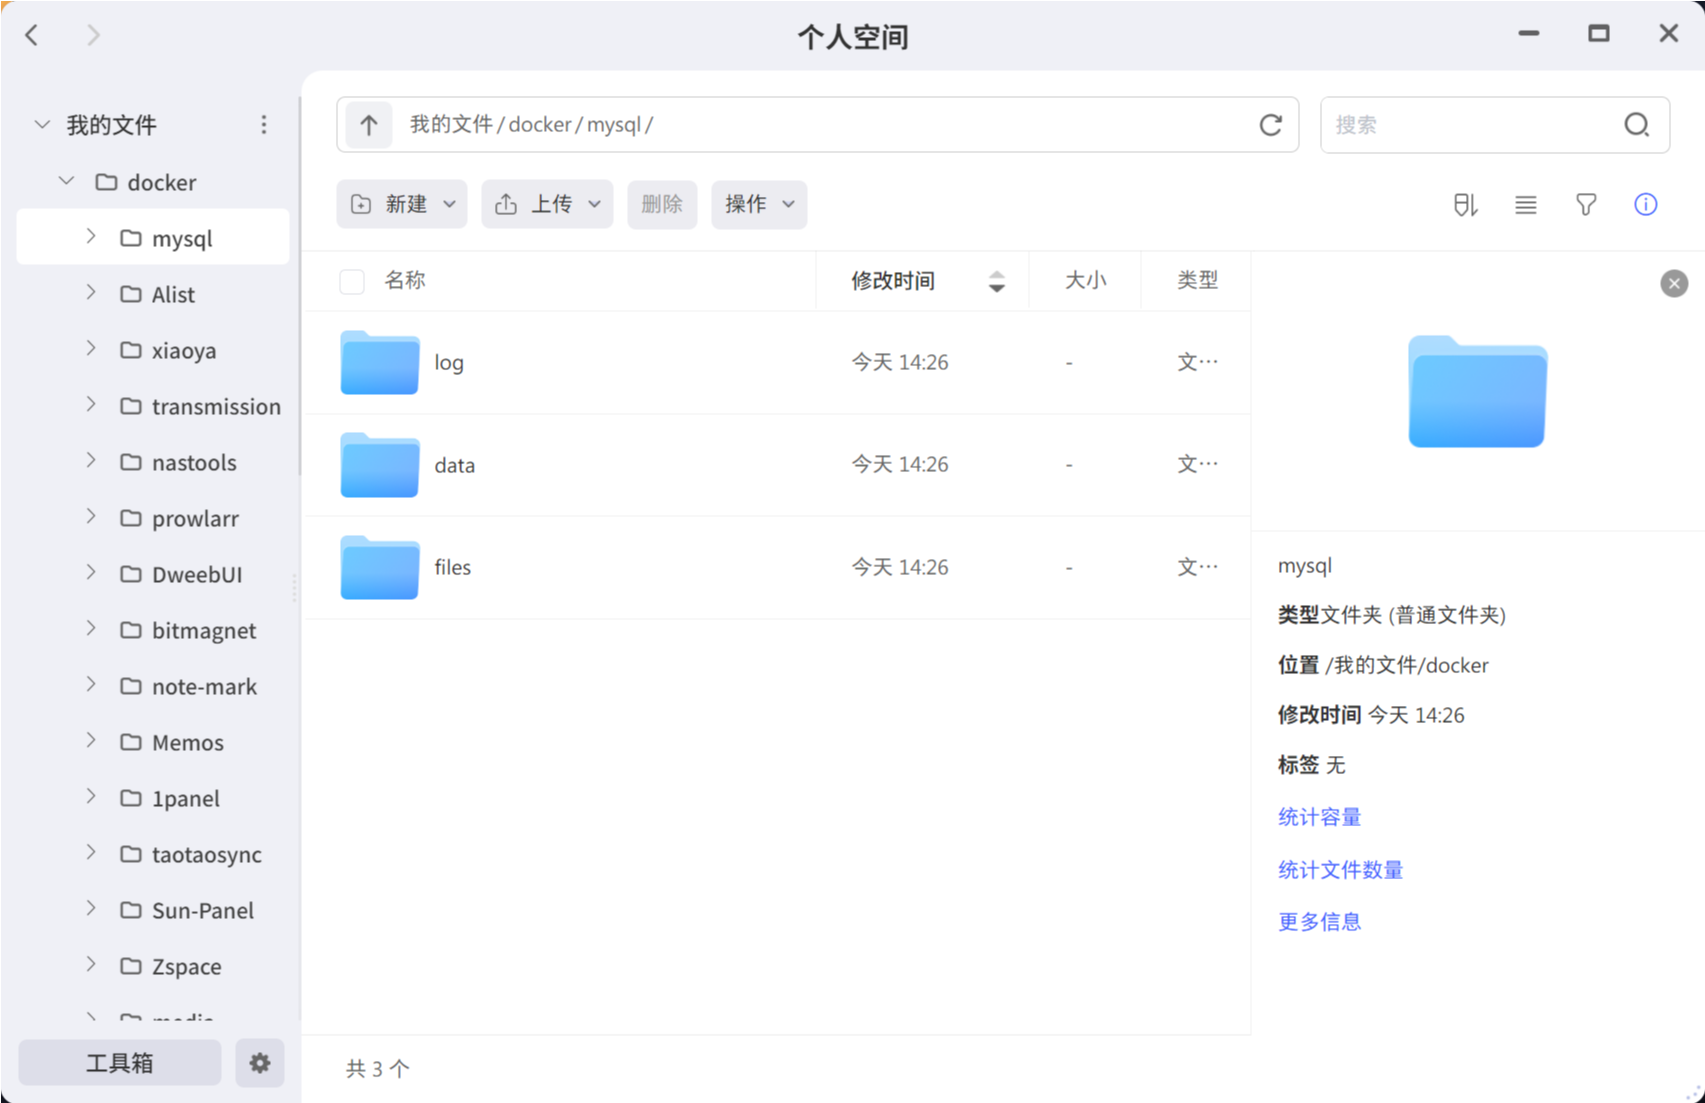 个人空间
我的文件
docker
mysql
Alist
xiaoya
transmission
nastools
prowlarr
DweebUI
bitmagnet
note-mark
Memos
1panel
taotaosync
Sun-Panel
Zspace
工具箱
我的文件 / docker / mysql /
搜索
新建 上传 删除 操作
名称 修改时间 大小 类型
log 今天 14:26 - 文…
data 今天 14:26 - 文…
files 今天 14:26 - 文…
共 3 个
mysql
类型文件夹 (普通文件夹)
位置 /我的文件/docker
修改时间 今天 14:26
标签 无
统计容量
统计文件数量
更多信息